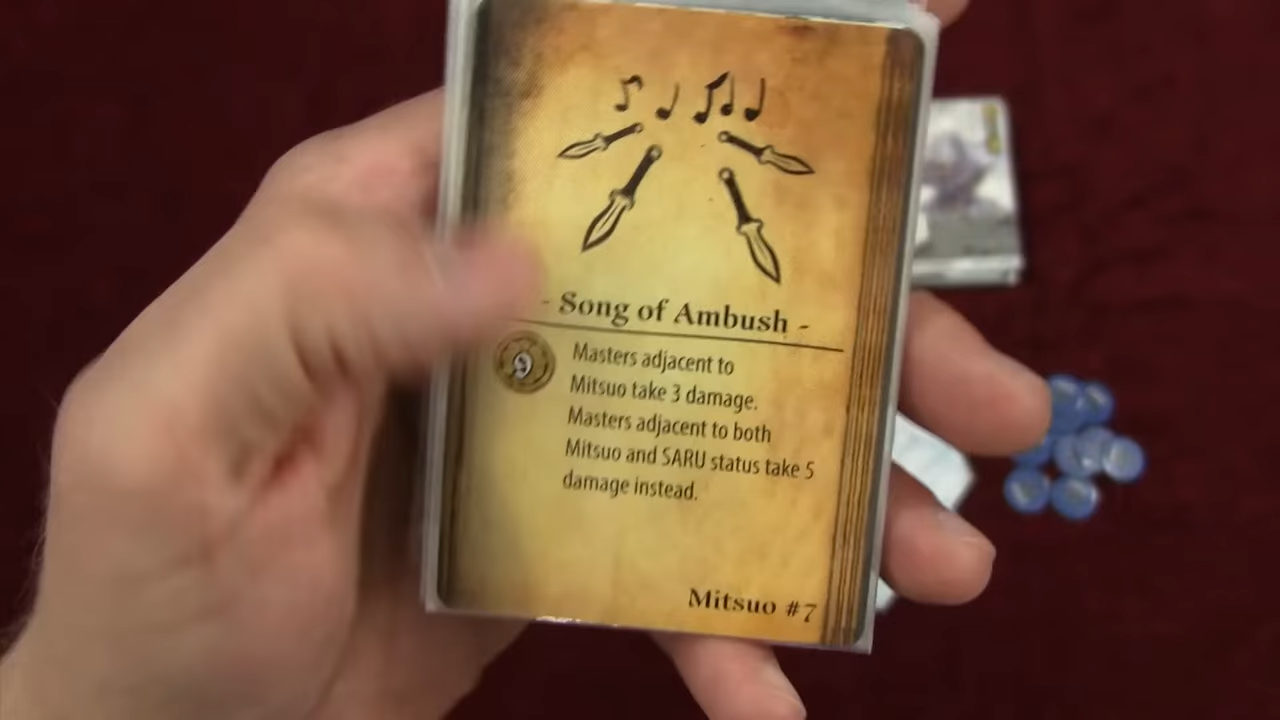 - Song of Ambush -
9
Masters adjacent to
Mitsuo take 3 damage.
Masters adjacent to both
Mitsuo and SARU status take 5
damage instead.
Mitsuo #7